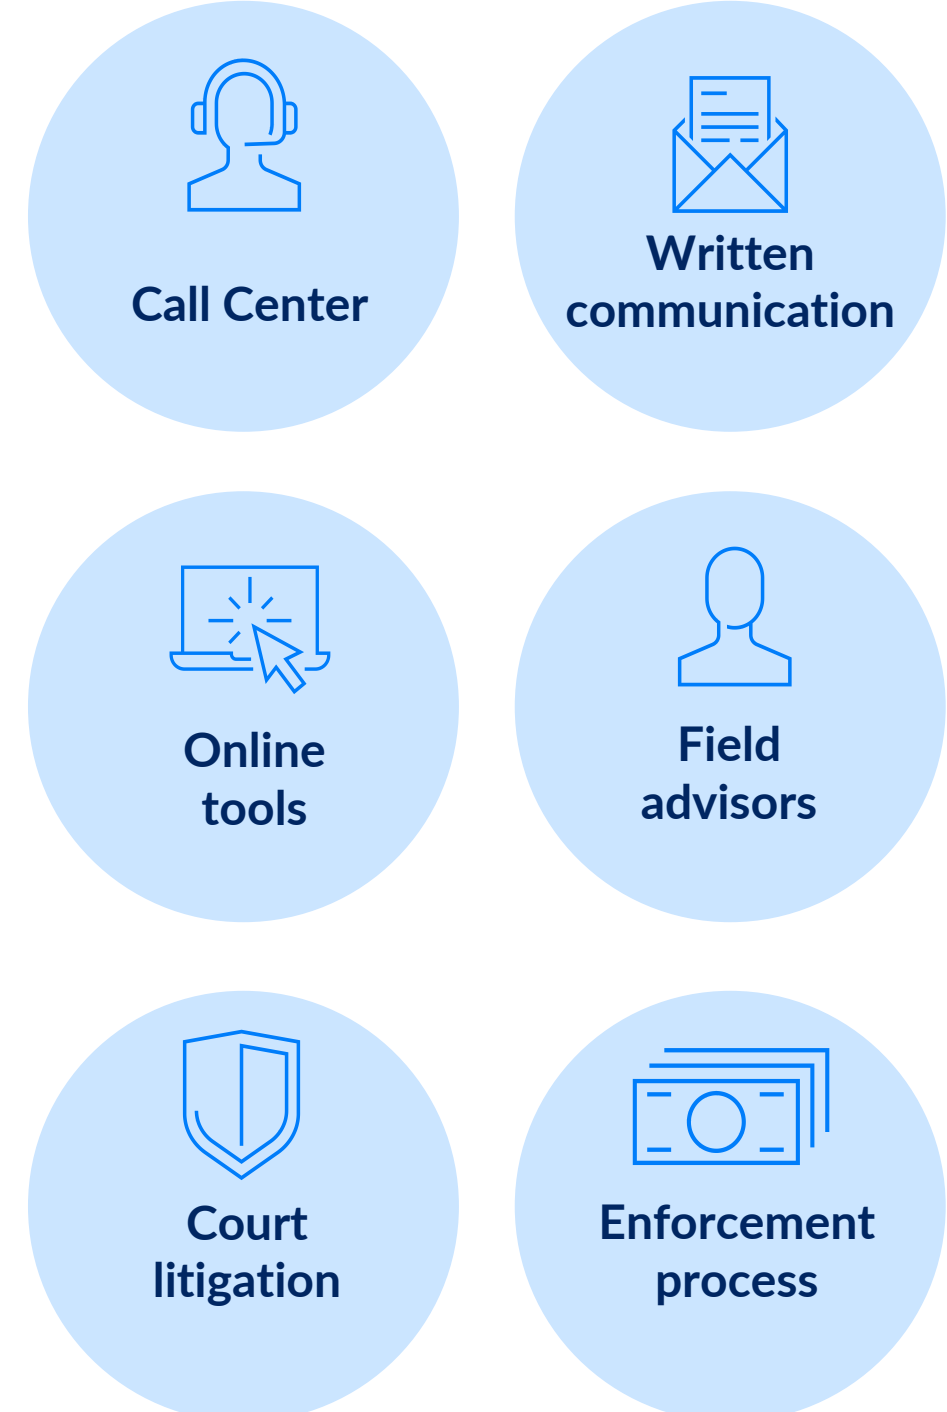 Call Center
Written
communication
Online
tools
Field
advisors
Court
litigation
Enforcement
process